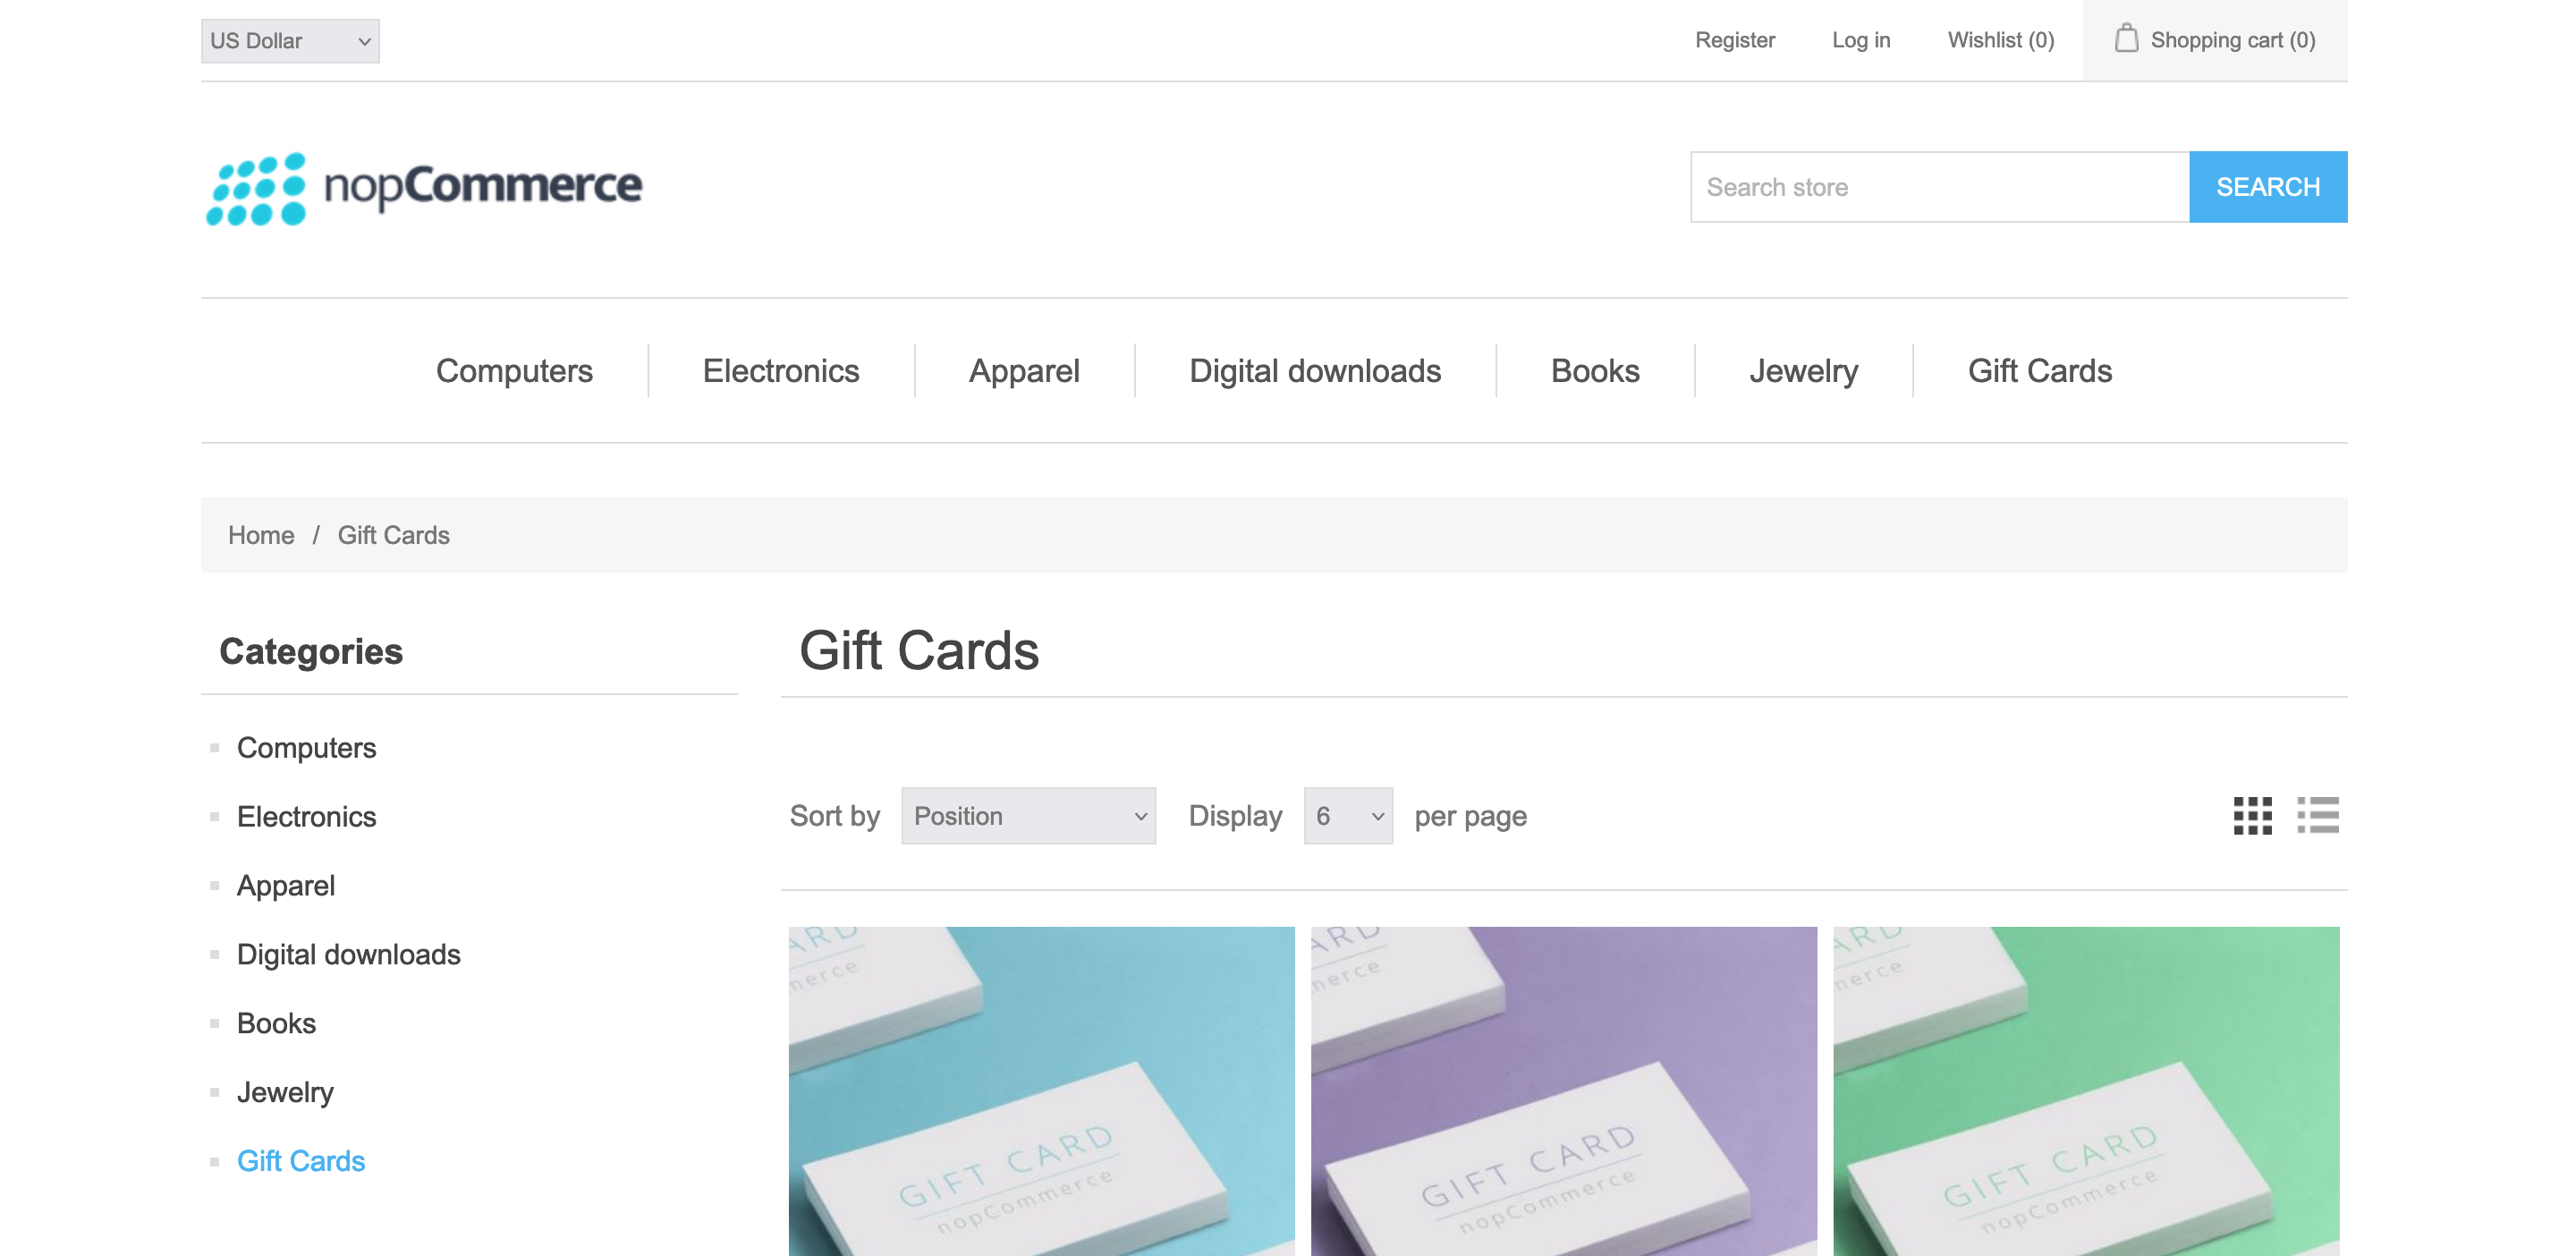 US Dollar
Register
Log in
Wishlist (0)
Shopping cart (0)
nopCommerce
Search store
SEARCH
Computers
Electronics
Apparel
Digital downloads
Books
Jewelry
Gift Cards
Home / Gift Cards
Categories
Computers
Electronics
Apparel
Digital downloads
Books
Jewelry
Gift Cards
Gift Cards
Sort by Position Display 6 per page
ARD
merce
GIFT CARD
nopCommerce
ARD
merce
GIFT CARD
nopCommerce
ARD
merce
GIFT CARD
nopCommerce